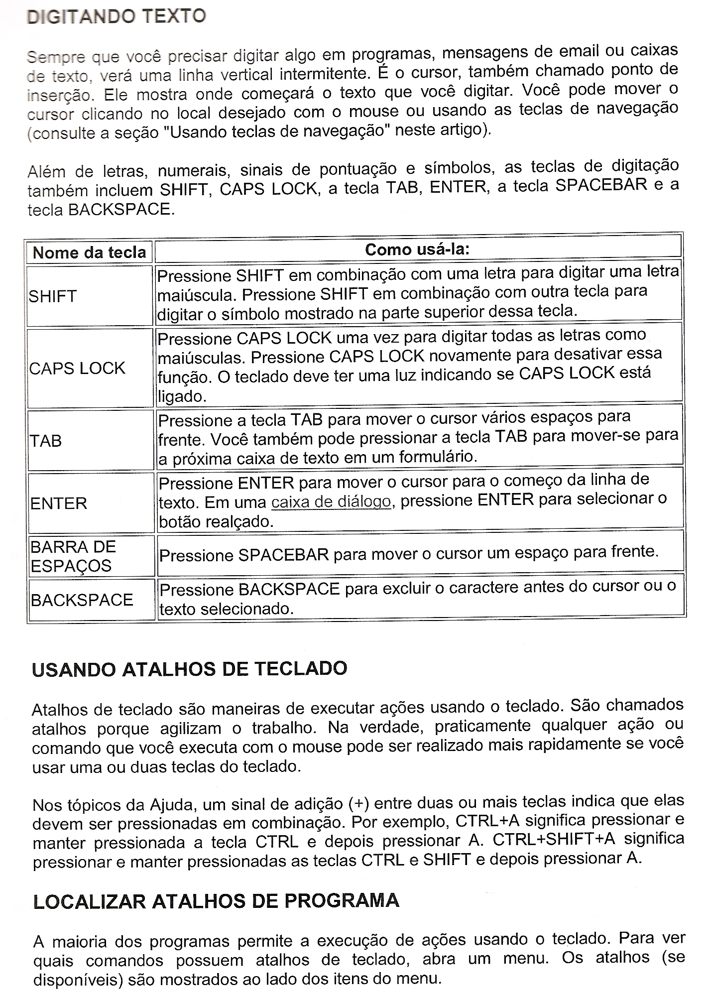 DIGITANDO TEXTO
Sempre que você precisar digitar algo em programas, mensagens de email ou caixas
de texto, verá uma linha vertical intermitente. É o cursor, também chamado ponto de
inserção. Ele mostra onde começará o texto que você digitar. Você pode mover o
cursor clicando no local desejado com o mouse ou usando as teclas de navegação
(consulte a seção "Usando teclas de navegação" neste artigo).
Além de letras, numerais, sinais de pontuação e símbolos, as teclas de digitação
também incluem SHIFT, CAPS LOCK, a tecla TAB, ENTER, a tecla SPACEBAR e a
tecla BACKSPACE.
Nome da tecla
Como usá-la:
SHIFT
Pressione SHIFT em combinação com uma letra para digitar uma letra
maiúscula. Pressione SHIFT em combinação com outra tecla para
digitar o símbolo mostrado na parte superior dessa tecla.
CAPS LOCK
Pressione CAPS LOCK uma vez para digitar todas as letras como
maiúsculas. Pressione CAPS LOCK novamente para desativar essa
função. O teclado deve ter uma luz indicando se CAPS LOCK está
ligado.
TAB
Pressione a tecla TAB para mover o cursor vários espaços para
frente. Você também pode pressionar a tecla TAB para mover-se para
a próxima caixa de texto em um formulário.
ENTER
Pressione ENTER para mover o cursor para o começo da linha de
texto. Em uma caixa de diálogo, pressione ENTER para selecionar o
botão realçado.
BARRA DE
ESPAÇOS
Pressione SPACEBAR para mover o cursor um espaço para frente.
BACKSPACE
Pressione BACKSPACE para excluir o caractere antes do cursor ou o
texto selecionado.
USANDO ATALHOS DE TECLADO
Atalhos de teclado são maneiras de executar ações usando o teclado. São chamados
atalhos porque agilizam o trabalho. Na verdade, praticamente qualquer ação ou
comando que você executa com o mouse pode ser realizado mais rapidamente se você
usar uma ou duas teclas do teclado.
Nos tópicos da Ajuda, um sinal de adição (+) entre duas ou mais teclas indica que elas
devem ser pressionadas em combinação. Por exemplo, CTRL+A significa pressionar e
manter pressionada a tecla CTRL e depois pressionar A. CTRL+SHIFT+A significa
pressionar e manter pressionadas as teclas CTRL e SHIFT e depois pressionar A.
LOCALIZAR ATALHOS DE PROGRAMA
A maioria dos programas permite a execução de ações usando o teclado. Para ver
quais comandos possuem atalhos de teclado, abra um menu. Os atalhos (se
disponíveis) são mostrados ao lado dos itens do menu.